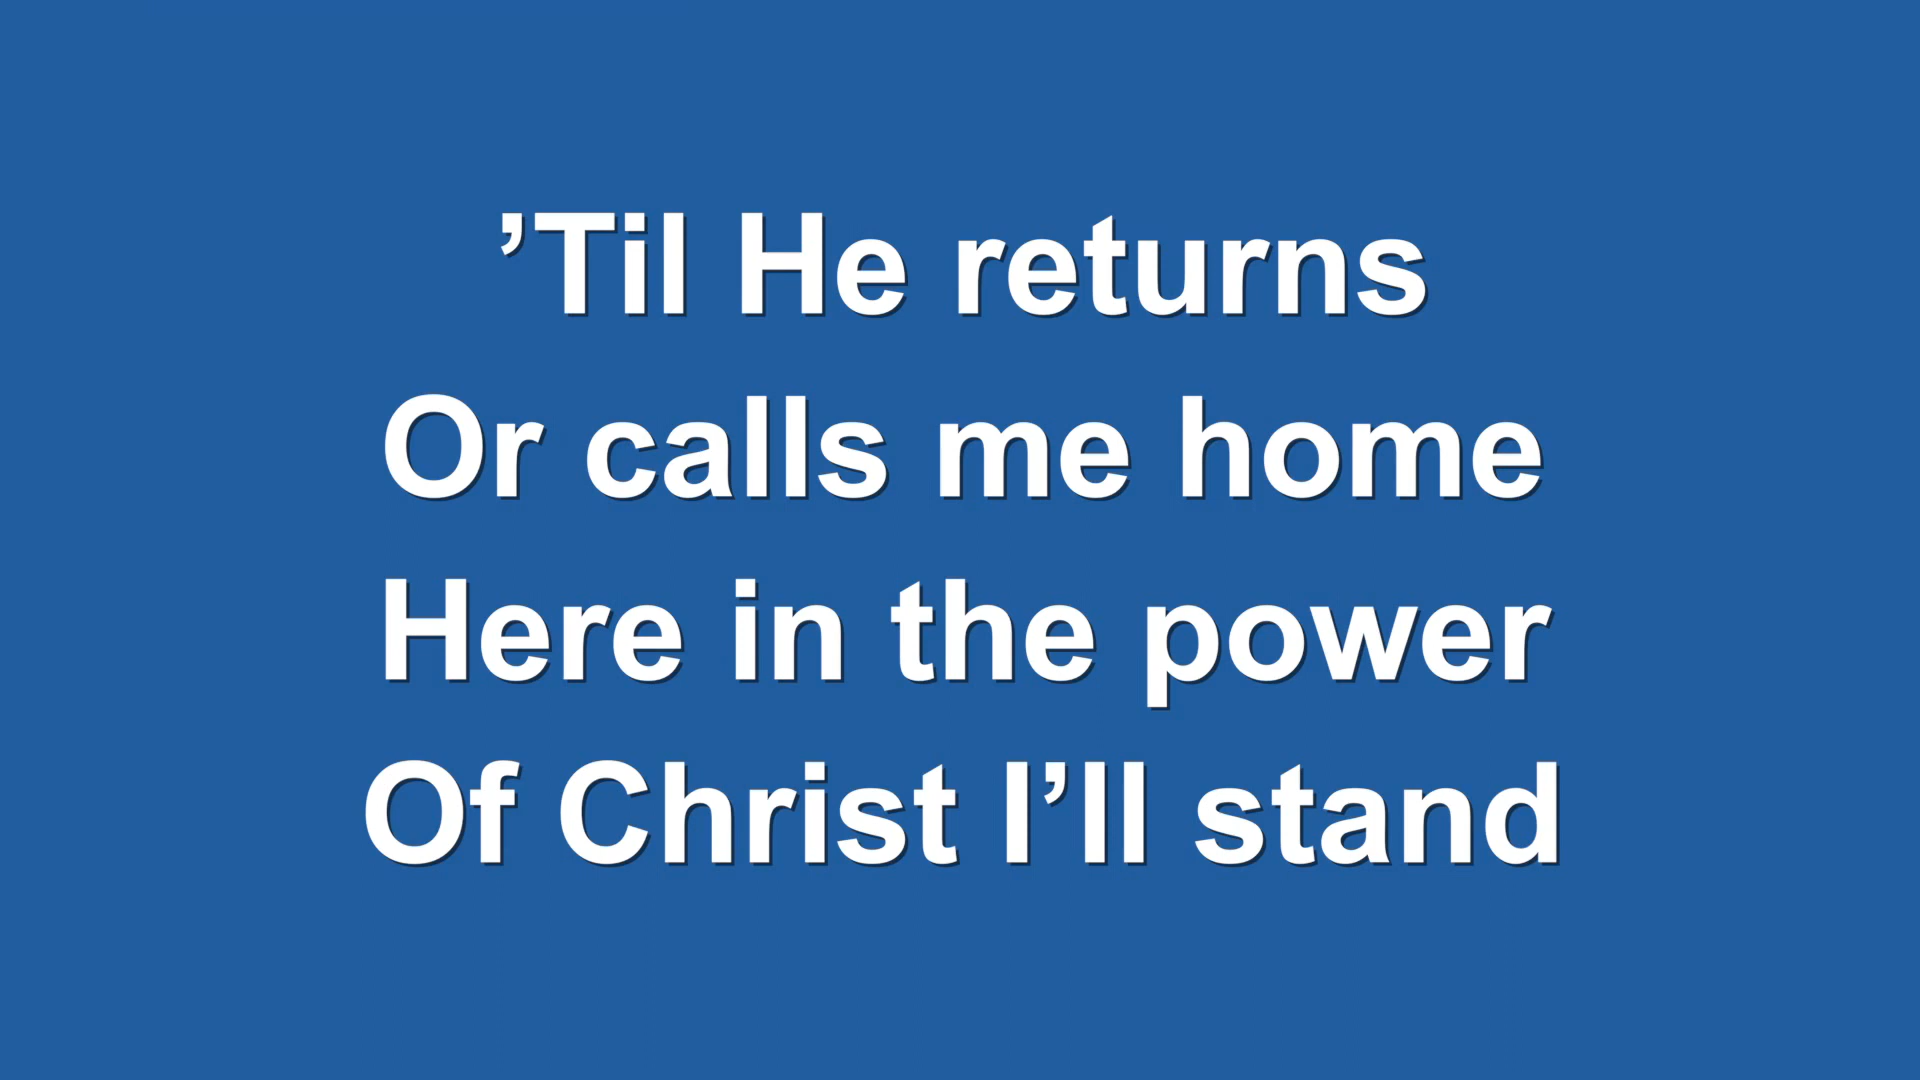 ’Til He returns
Or calls me home
Here in the power
Of Christ I’ll stand